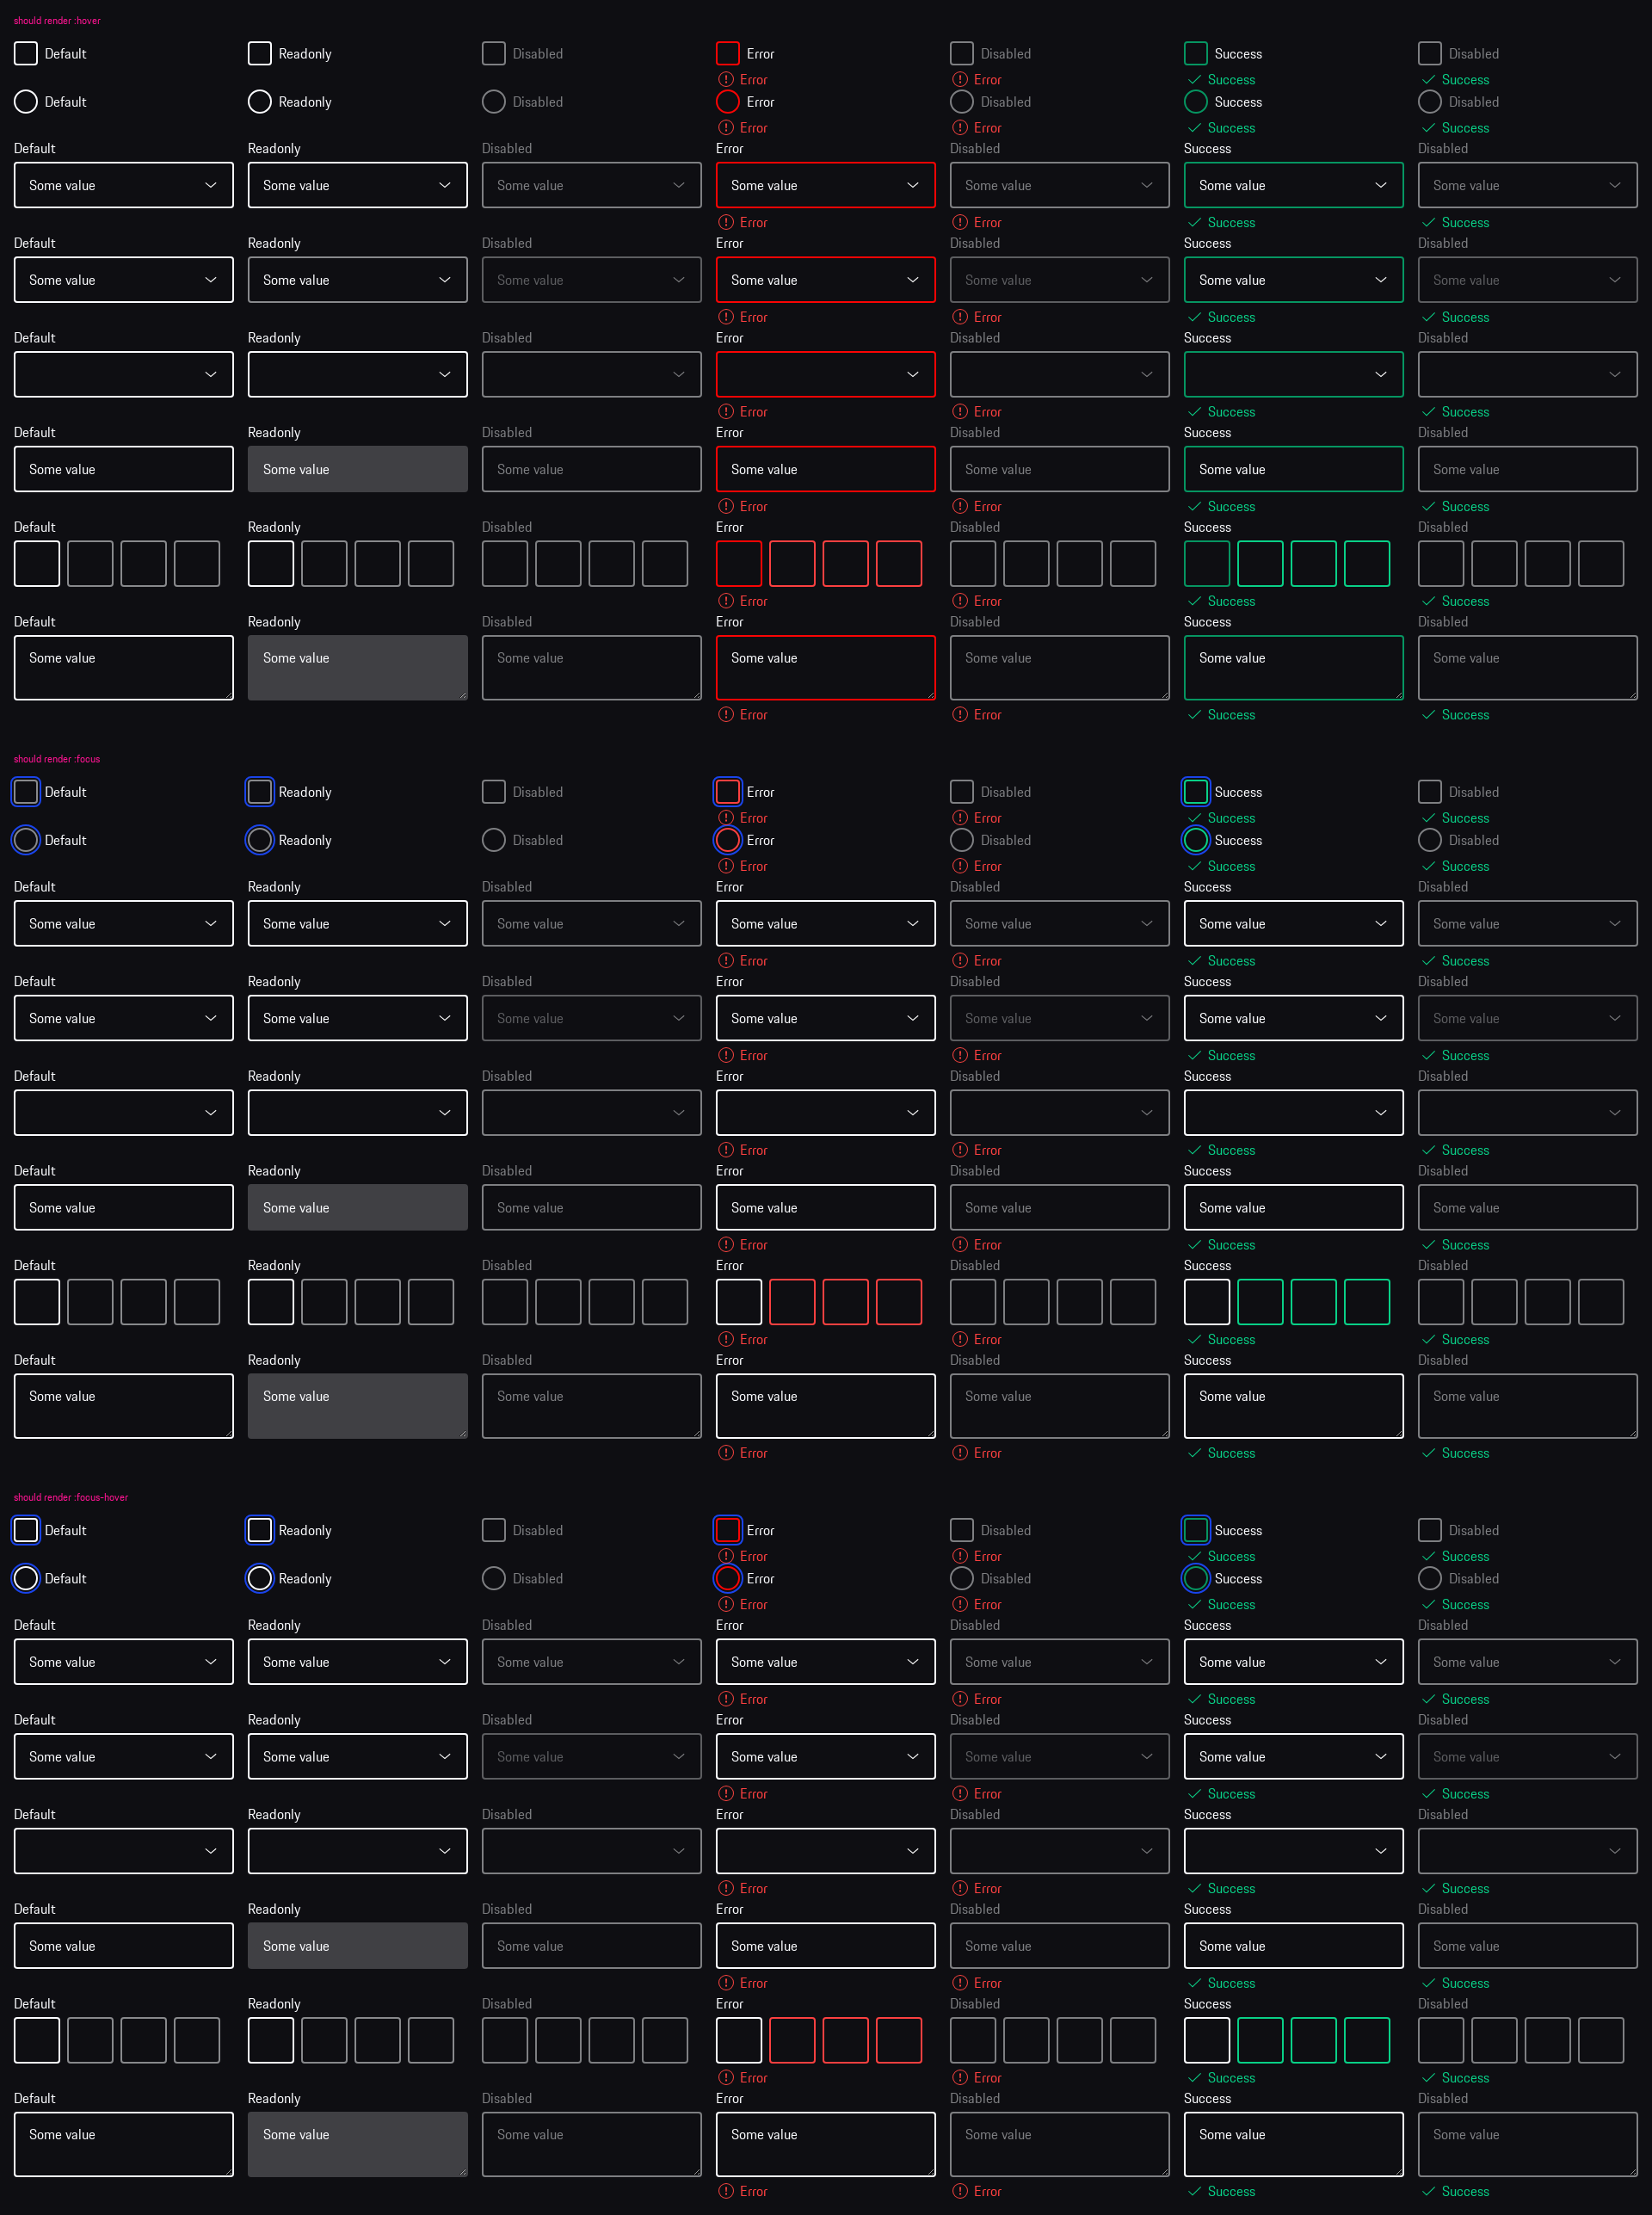 should render :hover
Default Readonly Disabled Error Disabled Success Disabled
Error Error Success Success
Default Readonly Disabled Error Disabled Success Disabled
Error Error Success Success
Default Readonly Disabled Error Disabled Success Disabled
Some value Some value Some value Some value Some value Some value Some value
Error Error Success Success
Default Readonly Disabled Error Disabled Success Disabled
Some value Some value Some value Some value Some value Some value Some value
Error Error Success Success
Default Readonly Disabled Error Disabled Success Disabled
Error Error Success Success
Default Readonly Disabled Error Disabled Success Disabled
Some value Some value Some value Some value Some value Some value Some value
Error Error Success Success
Default Readonly Disabled Error Disabled Success Disabled
Error Error Success Success
Default Readonly Disabled Error Disabled Success Disabled
Some value Some value Some value Some value Some value Some value Some value
Error Error Success Success
should render :focus
Default Readonly Disabled Error Disabled Success Disabled
Error Error Success Success
Default Readonly Disabled Error Disabled Success Disabled
Error Error Success Success
Default Readonly Disabled Error Disabled Success Disabled
Some value Some value Some value Some value Some value Some value Some value
Error Error Success Success
Default Readonly Disabled Error Disabled Success Disabled
Some value Some value Some value Some value Some value Some value Some value
Error Error Success Success
Default Readonly Disabled Error Disabled Success Disabled
Error Error Success Success
Default Readonly Disabled Error Disabled Success Disabled
Some value Some value Some value Some value Some value Some value Some value
Error Error Success Success
Default Readonly Disabled Error Disabled Success Disabled
Error Error Success Success
Default Readonly Disabled Error Disabled Success Disabled
Some value Some value Some value Some value Some value Some value Some value
Error Error Success Success
should render :focus-hover
Default Readonly Disabled Error Disabled Success Disabled
Error Error Success Success
Default Readonly Disabled Error Disabled Success Disabled
Error Error Success Success
Default Readonly Disabled Error Disabled Success Disabled
Some value Some value Some value Some value Some value Some value Some value
Error Error Success Success
Default Readonly Disabled Error Disabled Success Disabled
Some value Some value Some value Some value Some value Some value Some value
Error Error Success Success
Default Readonly Disabled Error Disabled Success Disabled
Error Error Success Success
Default Readonly Disabled Error Disabled Success Disabled
Some value Some value Some value Some value Some value Some value Some value
Error Error Success Success
Default Readonly Disabled Error Disabled Success Disabled
Error Error Success Success
Default Readonly Disabled Error Disabled Success Disabled
Some value Some value Some value Some value Some value Some value Some value
Error Error Success Success